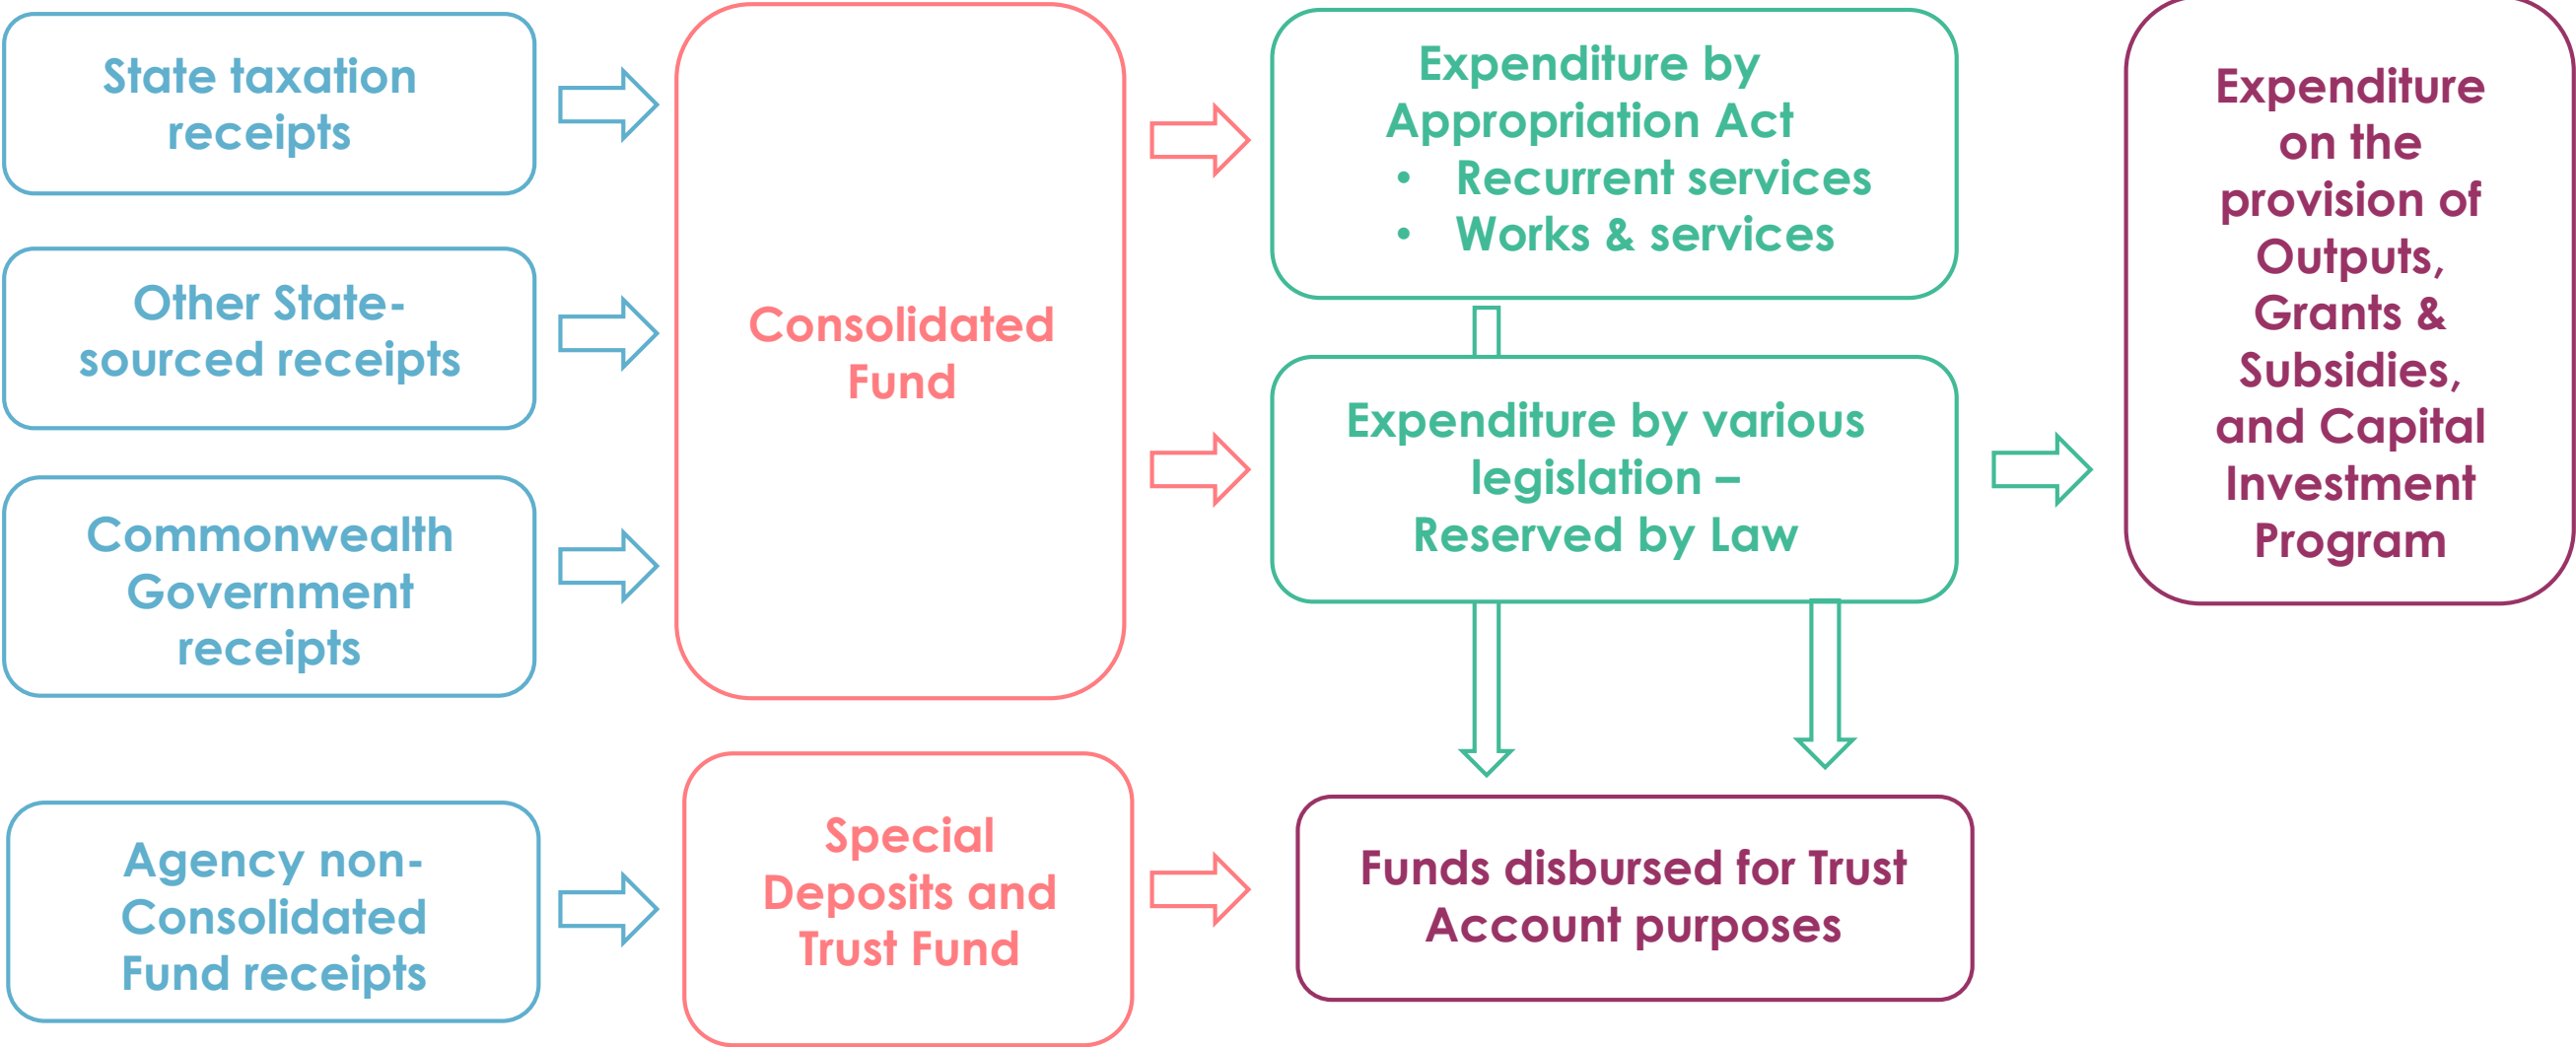 State taxation
receipts
Other State-
sourced receipts
Commonwealth
Government
receipts
Agency non-
Consolidated
Fund receipts
Consolidated
Fund
Special
Deposits and
Trust Fund
Expenditure by
Appropriation Act
• Recurrent services
• Works & services
Expenditure by various
legislation –
Reserved by Law
Funds disbursed for Trust
Account purposes
Expenditure
on the
provision of
Outputs,
Grants &
Subsidies,
and Capital
Investment
Program